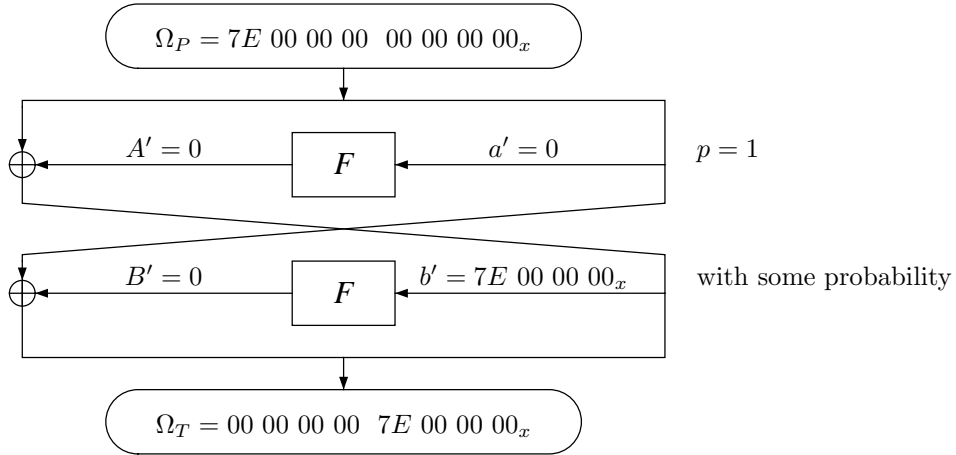 Ω_P = 7E 00 00 00 00 00 00 00_x
A′ = 0 F a′ = 0 p = 1
B′ = 0 F b′ = 7E 00 00 00_x with some probability
Ω_T = 00 00 00 00 7E 00 00 00_x